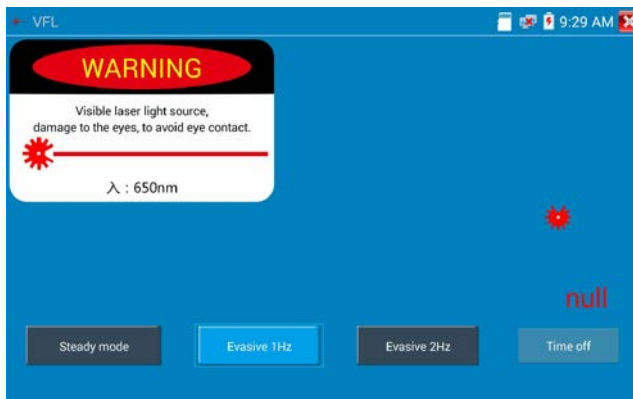 VFL
9:29 AM
WARNING
Visible laser light source,
damage to the eyes, to avoid eye contact.
入 : 650nm
null
Steady mode
Evasive 1Hz
Evasive 2Hz
Time off